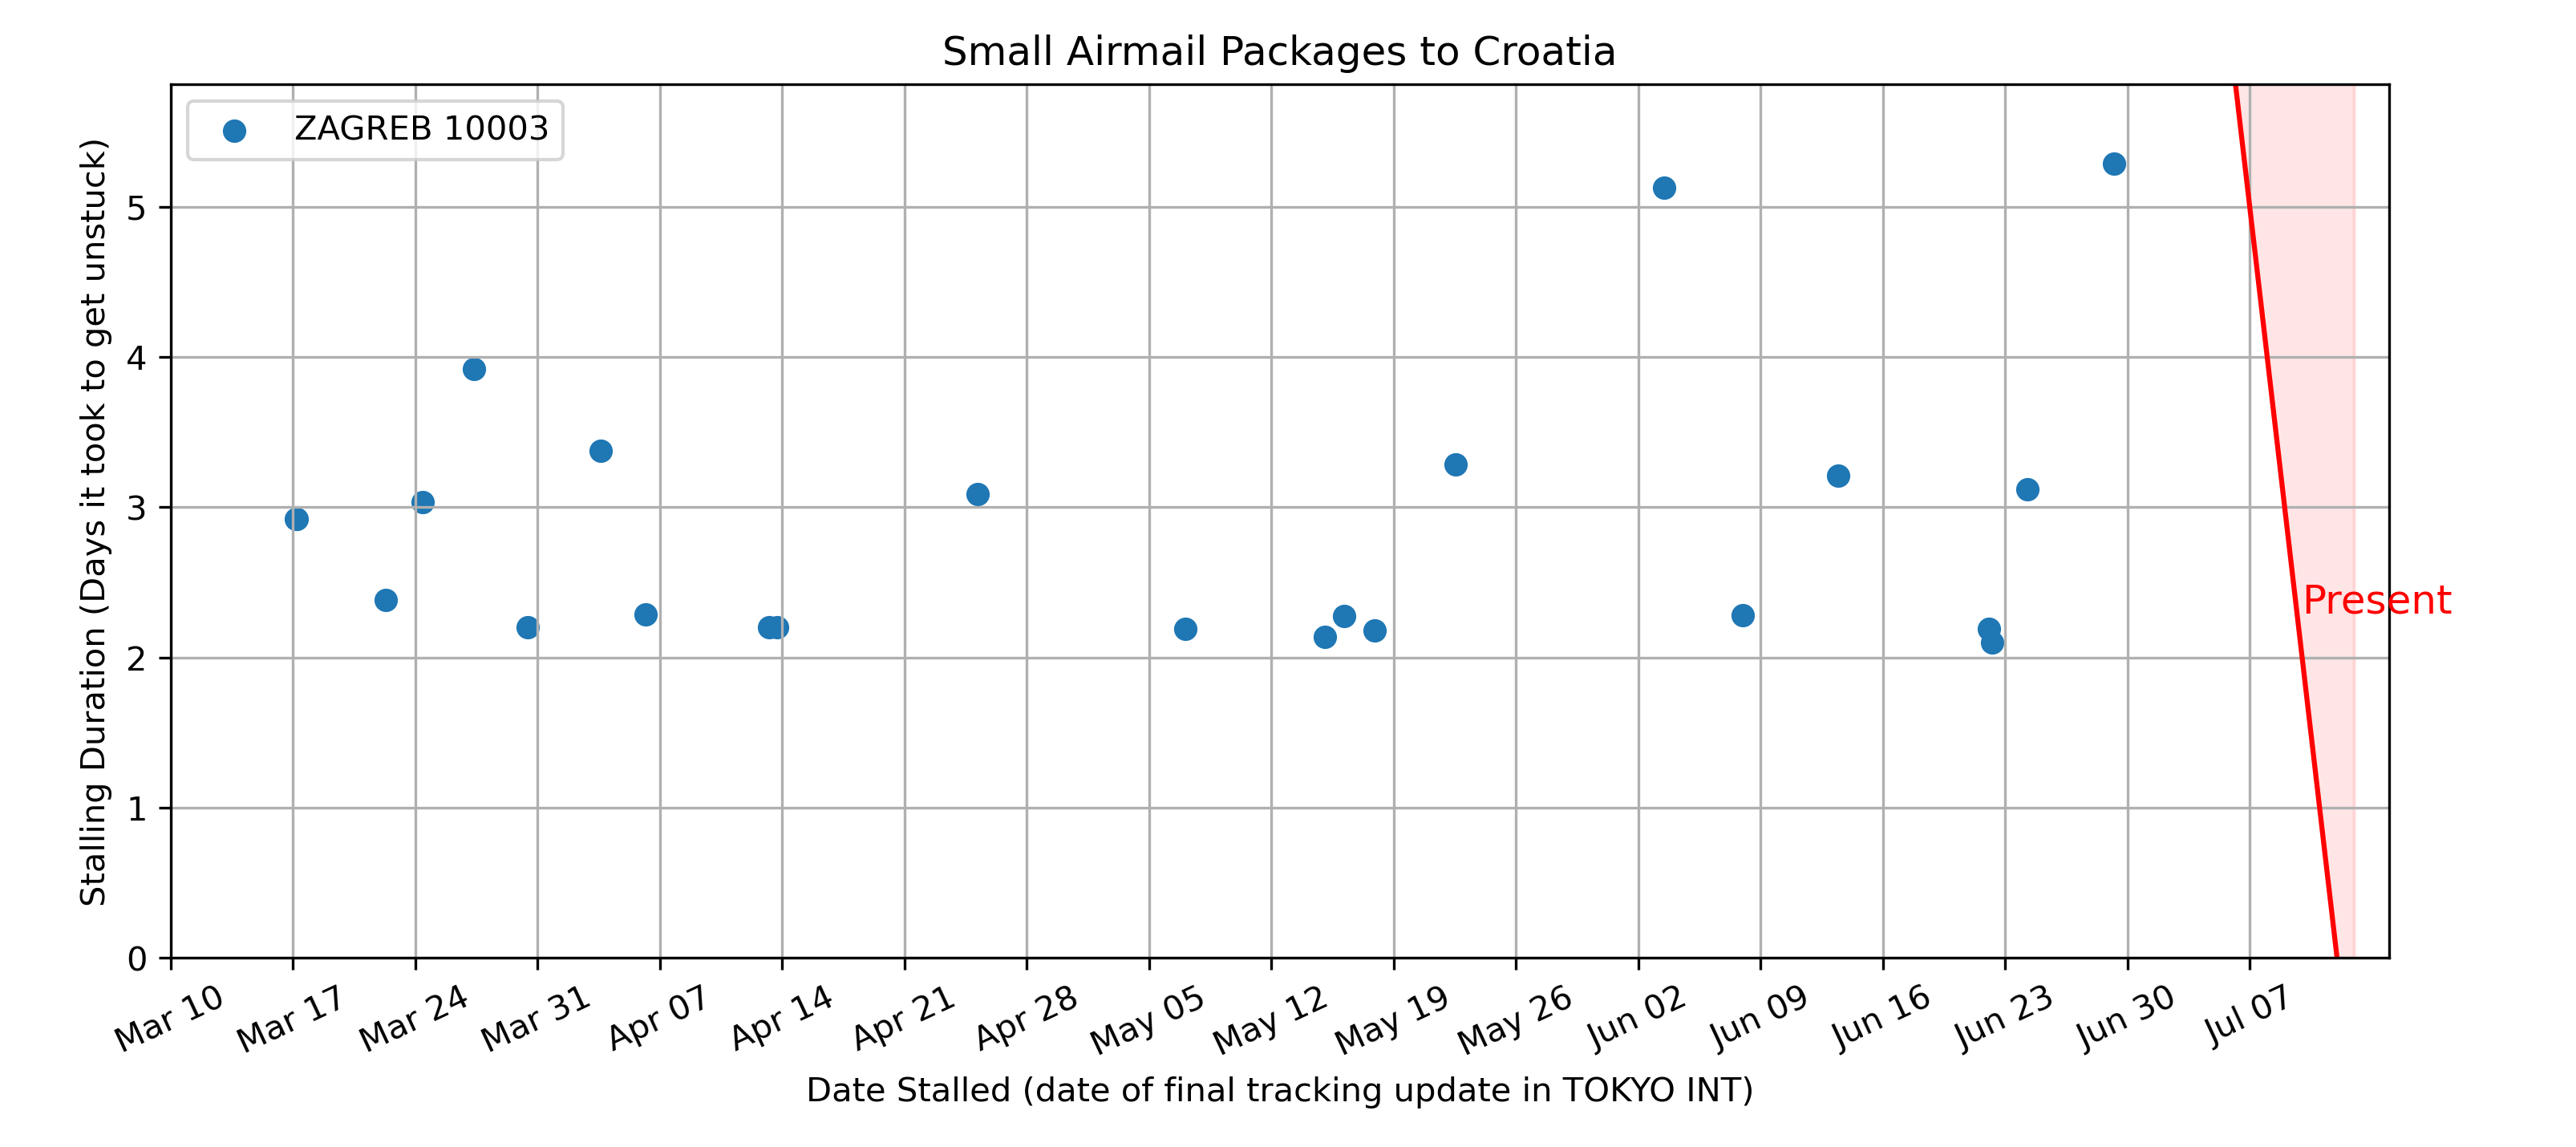 Small Airmail Packages to Croatia
ZAGREB 10003
Stalling Duration (Days it took to get unstuck)
5
4
3
2
1
0
Present
Mar 10
Mar 17
Mar 24
Mar 31
Apr 07
Apr 14
Apr 21
Apr 28
May 05
May 12
May 19
May 26
Jun 02
Jun 09
Jun 16
Jun 23
Jun 30
Jul 07
Date Stalled (date of final tracking update in TOKYO INT)